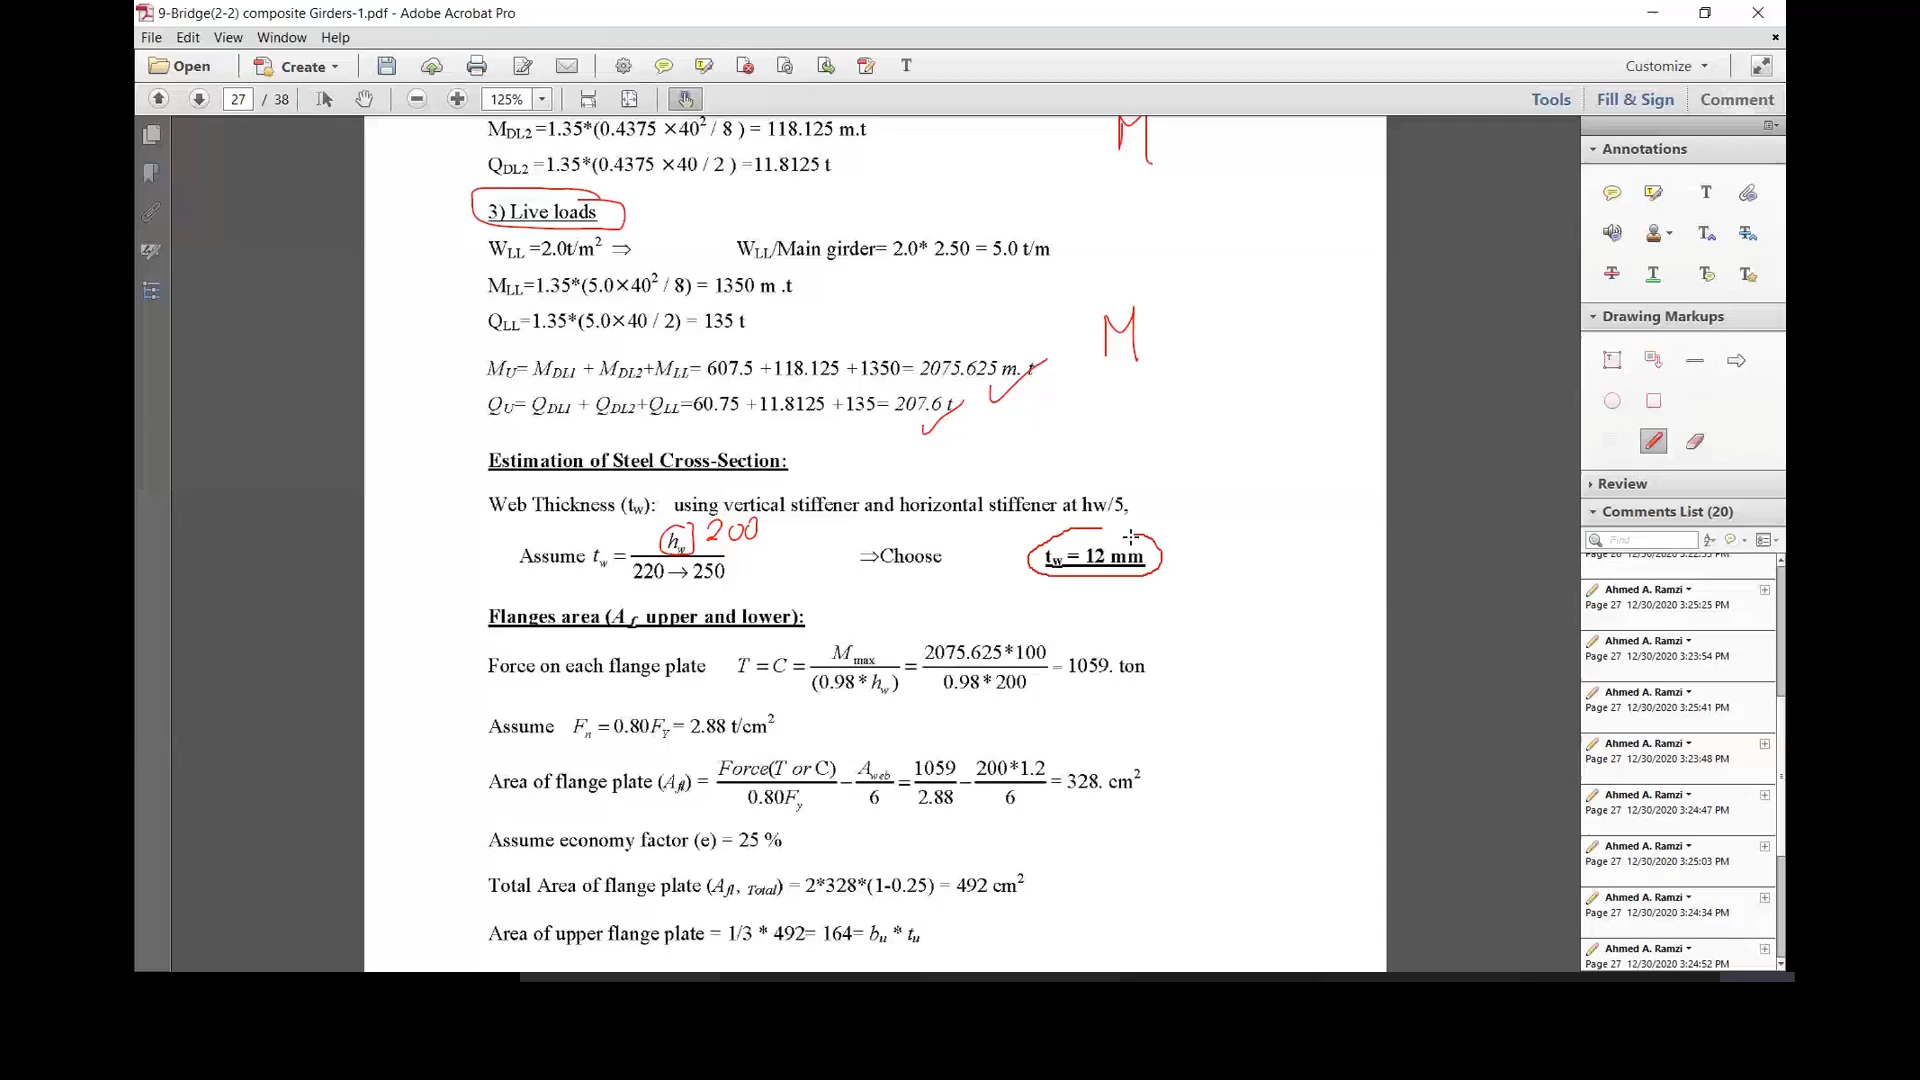 9-Bridge(2-2) composite Girders-1.pdf - Adobe Acrobat Pro
File Edit View Window Help
Open Create Customize
27 / 38 125% Tools Fill & Sign Comment
M_DL2 =1.35*(0.4375 ×40² / 8 ) = 118.125 m.t
M
Q_DL2 =1.35*(0.4375 ×40 / 2 ) =11.8125 t
3) Live loads
W_LL =2.0t/m² ⇒ W_LL/Main girder= 2.0* 2.50 = 5.0 t/m
M_LL=1.35*(5.0×40² / 8) = 1350 m .t
Q_LL=1.35*(5.0×40 / 2) = 135 t
M
M_U= M_DL1 + M_DL2+M_LL= 607.5 +118.125 +1350= 2075.625 m. t
Q_U= Q_DL1 + Q_DL2+Q_LL=60.75 +11.8125 +135= 207.6 t
Estimation of Steel Cross-Section:
Web Thickness (t_w): using vertical stiffener and horizontal stiffener at hw/5,
200
Assume t_w = h_w / 220 → 250 ⇒Choose t_w = 12 mm
Flanges area (A_f upper and lower):
Force on each flange plate T = C = M_max / (0.98 * h_w) = 2075.625*100 / 0.98*200 = 1059. ton
Assume F_n = 0.80F_Y = 2.88 t/cm²
Area of flange plate (A_fl) = Force(T or C) / 0.80F_y − A_web / 6 = 1059 / 2.88 − 200*1.2 / 6 = 328. cm²
Assume economy factor (e) = 25 %
Total Area of flange plate (A_fl, Total) = 2*328*(1-0.25) = 492 cm²
Area of upper flange plate = 1/3 * 492= 164= b_u * t_u
Annotations
Drawing Markups
Review
Comments List (20)
Find
Page 26 12/30/2020 3:22:55 PM
Ahmed A. Ramzi
Page 27 12/30/2020 3:25:25 PM
Ahmed A. Ramzi
Page 27 12/30/2020 3:23:54 PM
Ahmed A. Ramzi
Page 27 12/30/2020 3:25:41 PM
Ahmed A. Ramzi
Page 27 12/30/2020 3:23:48 PM
Ahmed A. Ramzi
Page 27 12/30/2020 3:24:47 PM
Ahmed A. Ramzi
Page 27 12/30/2020 3:25:03 PM
Ahmed A. Ramzi
Page 27 12/30/2020 3:24:34 PM
Ahmed A. Ramzi
Page 27 12/30/2020 3:24:52 PM